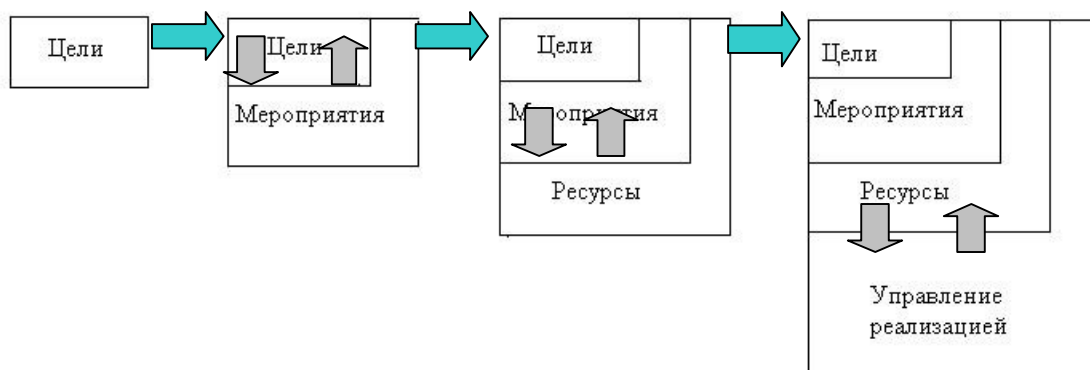 Цели
Цели
Мероприятия
Цели
Мероприятия
Ресурсы
Цели
Мероприятия
Ресурсы
Управление
реализацией